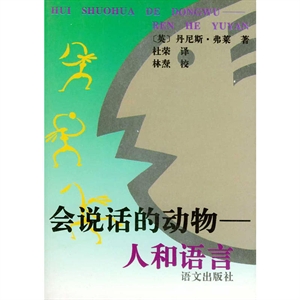 HUI SHUOHUA DE DONGWU——
REN HE YUYAN
〔英〕丹尼斯·弗莱 著
杜荣 译
林焘 校
会说话的动物——
人和语言
语文出版社